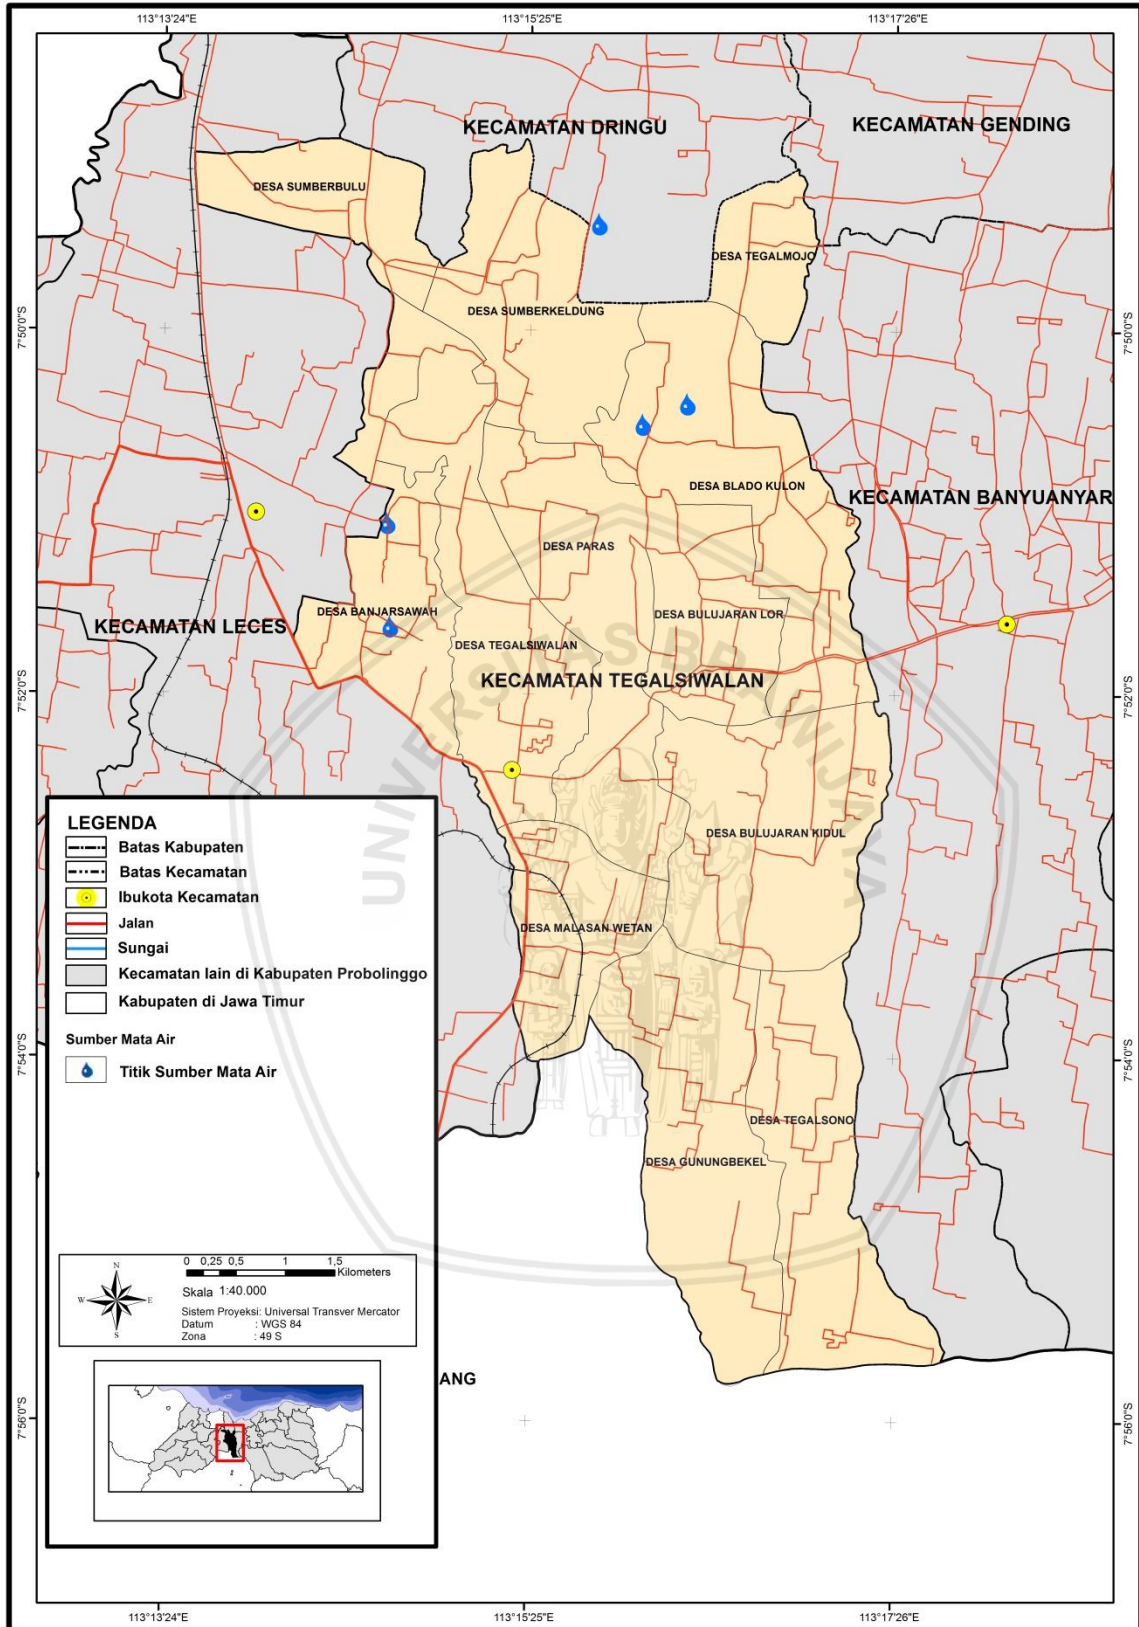 113°13'24"E
113°15'25"E
113°17'26"E
KECAMATAN DRINGU
KECAMATAN GENDING
DESA SUMBERBULU
DESA TEGALMOJO
DESA SUMBERKELDUNG
7°50'0"S
7°50'0"S
DESA BLADO KULON
KECAMATAN BANYUANYAR
DESA PARAS
DESA BANJARSAWAH
DESA BULUJARAN LOR
KECAMATAN LECES
DESA TEGALSIWALAN
KECAMATAN TEGALSIWALAN
7°52'0"S
7°52'0"S
UNIVERSITAS BRAWIJAYA
DESA BULUJARAN KIDUL
DESA MALASAN WETAN
LEGENDA
Batas Kabupaten
Batas Kecamatan
Ibukota Kecamatan
Jalan
Sungai
Kecamatan lain di Kabupaten Probolinggo
Kabupaten di Jawa Timur
Sumber Mata Air
Titik Sumber Mata Air
7°54'0"S
7°54'0"S
DESA TEGALSONO
DESA GUNUNGBEKEL
N
W E
S
0 0,25 0,5 1 1,5
Kilometers
Skala 1:40.000
Sistem Proyeksi: Universal Transver Mercator
Datum : WGS 84
Zona : 49 S
ANG
7°56'0"S
7°56'0"S
113°13'24"E
113°15'25"E
113°17'26"E